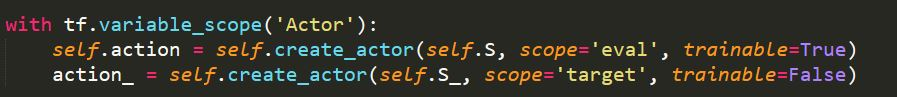 with tf.variable_scope('Actor'):
    self.action = self.create_actor(self.S, scope='eval', trainable=True)
    action_ = self.create_actor(self.S_, scope='target', trainable=False)